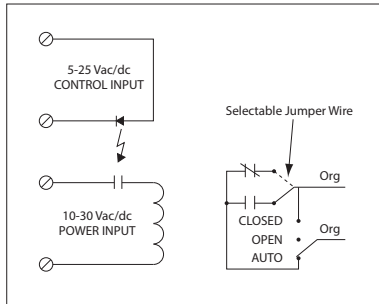 5-25 Vac/dc
CONTROL INPUT
Selectable Jumper Wire
Org
10-30 Vac/dc
POWER INPUT
CLOSED
OPEN
AUTO
Org